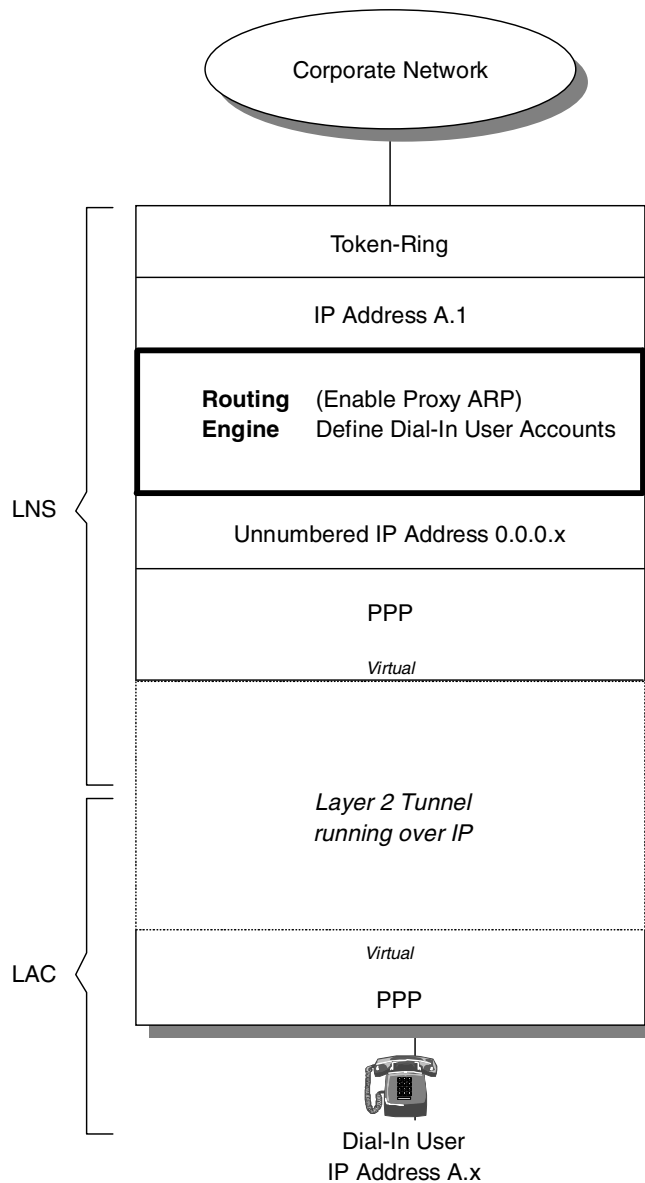 Corporate Network
Token-Ring
IP Address A.1
Routing (Enable Proxy ARP)
Engine Define Dial-In User Accounts
LNS
Unnumbered IP Address 0.0.0.x
PPP
Virtual
Layer 2 Tunnel
running over IP
Virtual
LAC
PPP
Dial-In User
IP Address A.x